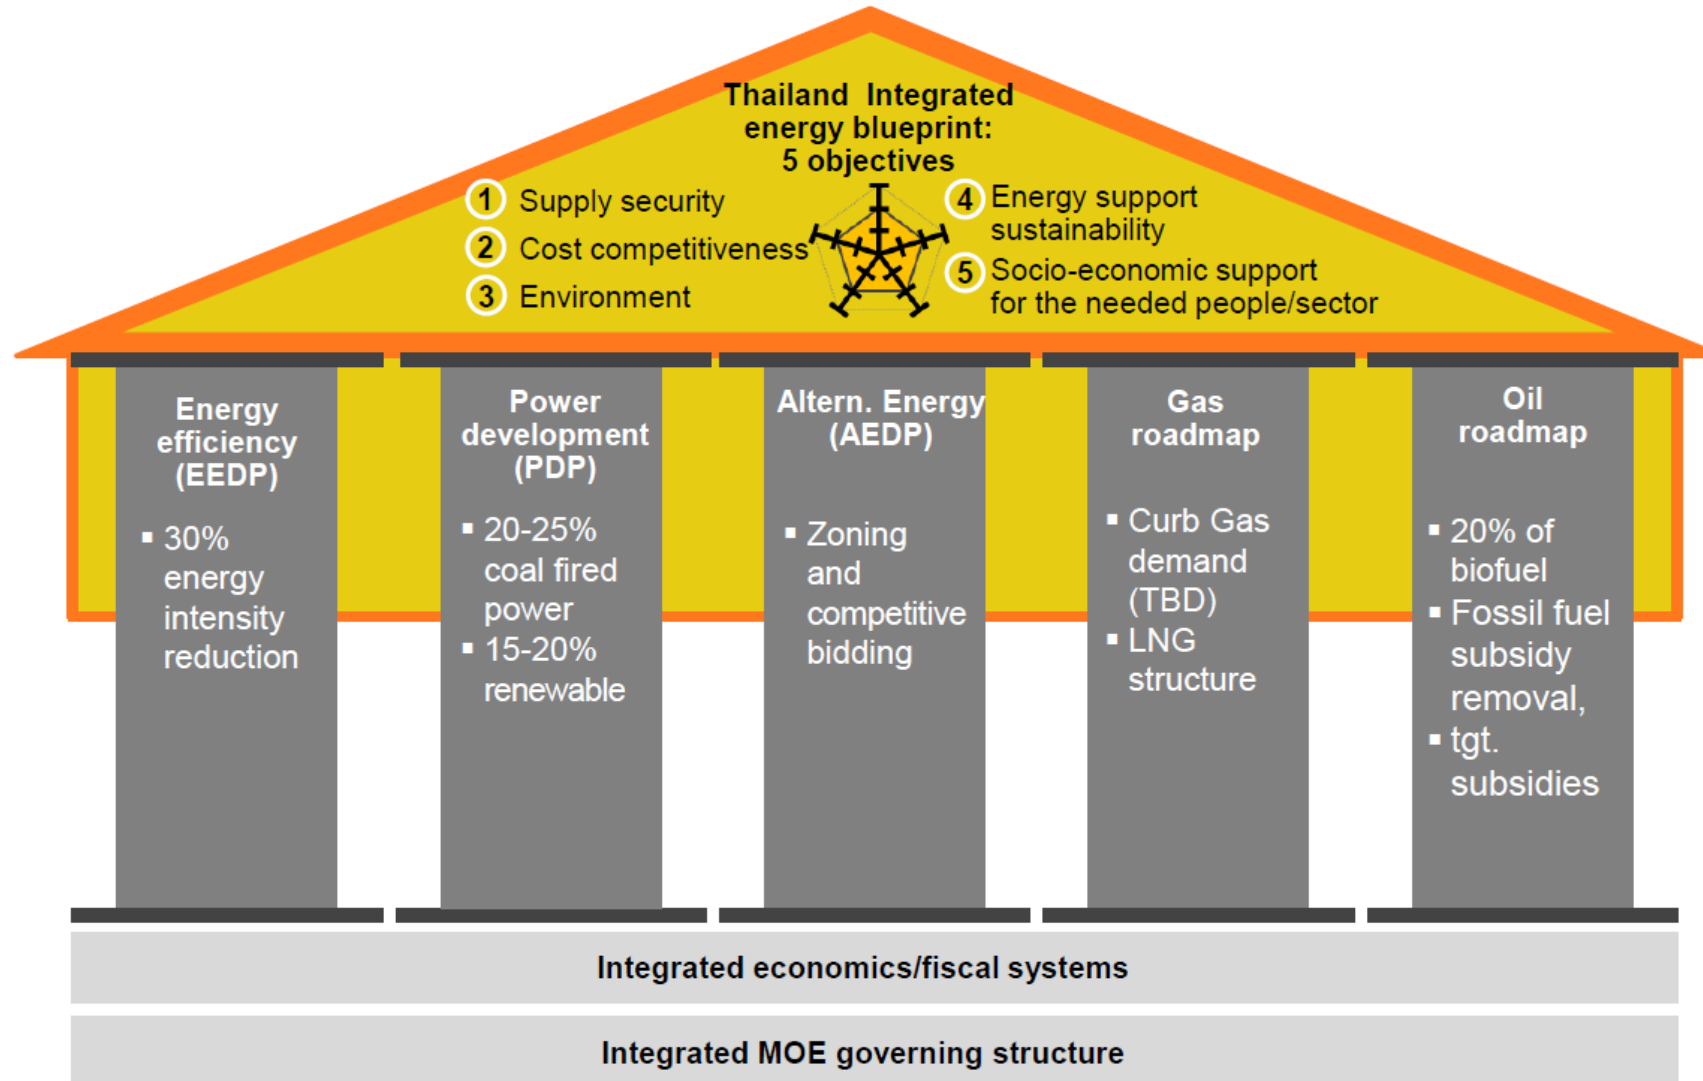 Thailand Integrated
energy blueprint:
5 objectives
1 Supply security
2 Cost competitiveness
3 Environment
4 Energy support
sustainability
5 Socio-economic support
for the needed people/sector
Energy
efficiency
(EEDP)
▪ 30%
energy
intensity
reduction
Power
development
(PDP)
▪ 20-25%
coal fired
power
▪ 15-20%
renewable
Altern. Energy
(AEDP)
▪ Zoning
and
competitive
bidding
Gas
roadmap
▪ Curb Gas
demand
(TBD)
▪ LNG
structure
Oil
roadmap
▪ 20% of
biofuel
▪ Fossil fuel
subsidy
removal,
▪ tgt.
subsidies
Integrated economics/fiscal systems
Integrated MOE governing structure